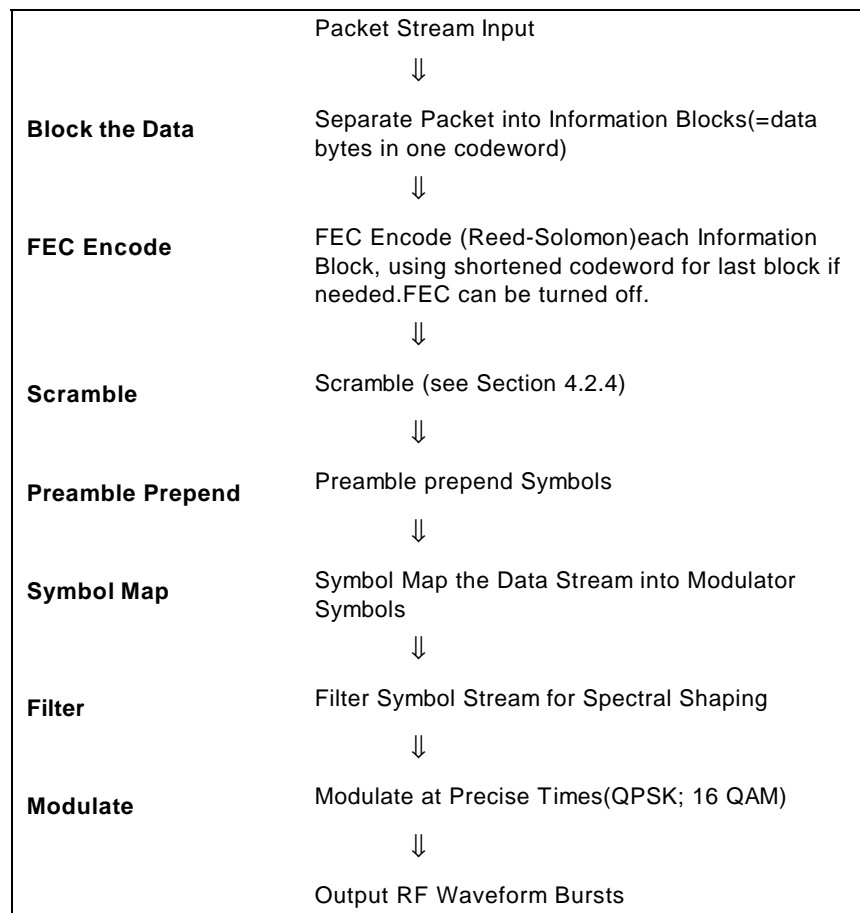 Packet Stream Input
⇓
Block the Data
Separate Packet into Information Blocks(=data
bytes in one codeword)
⇓
FEC Encode
FEC Encode (Reed-Solomon)each Information
Block, using shortened codeword for last block if
needed.FEC can be turned off.
⇓
Scramble
Scramble (see Section 4.2.4)
⇓
Preamble Prepend
Preamble prepend Symbols
⇓
Symbol Map
Symbol Map the Data Stream into Modulator
Symbols
⇓
Filter
Filter Symbol Stream for Spectral Shaping
⇓
Modulate
Modulate at Precise Times(QPSK; 16 QAM)
⇓
Output RF Waveform Bursts